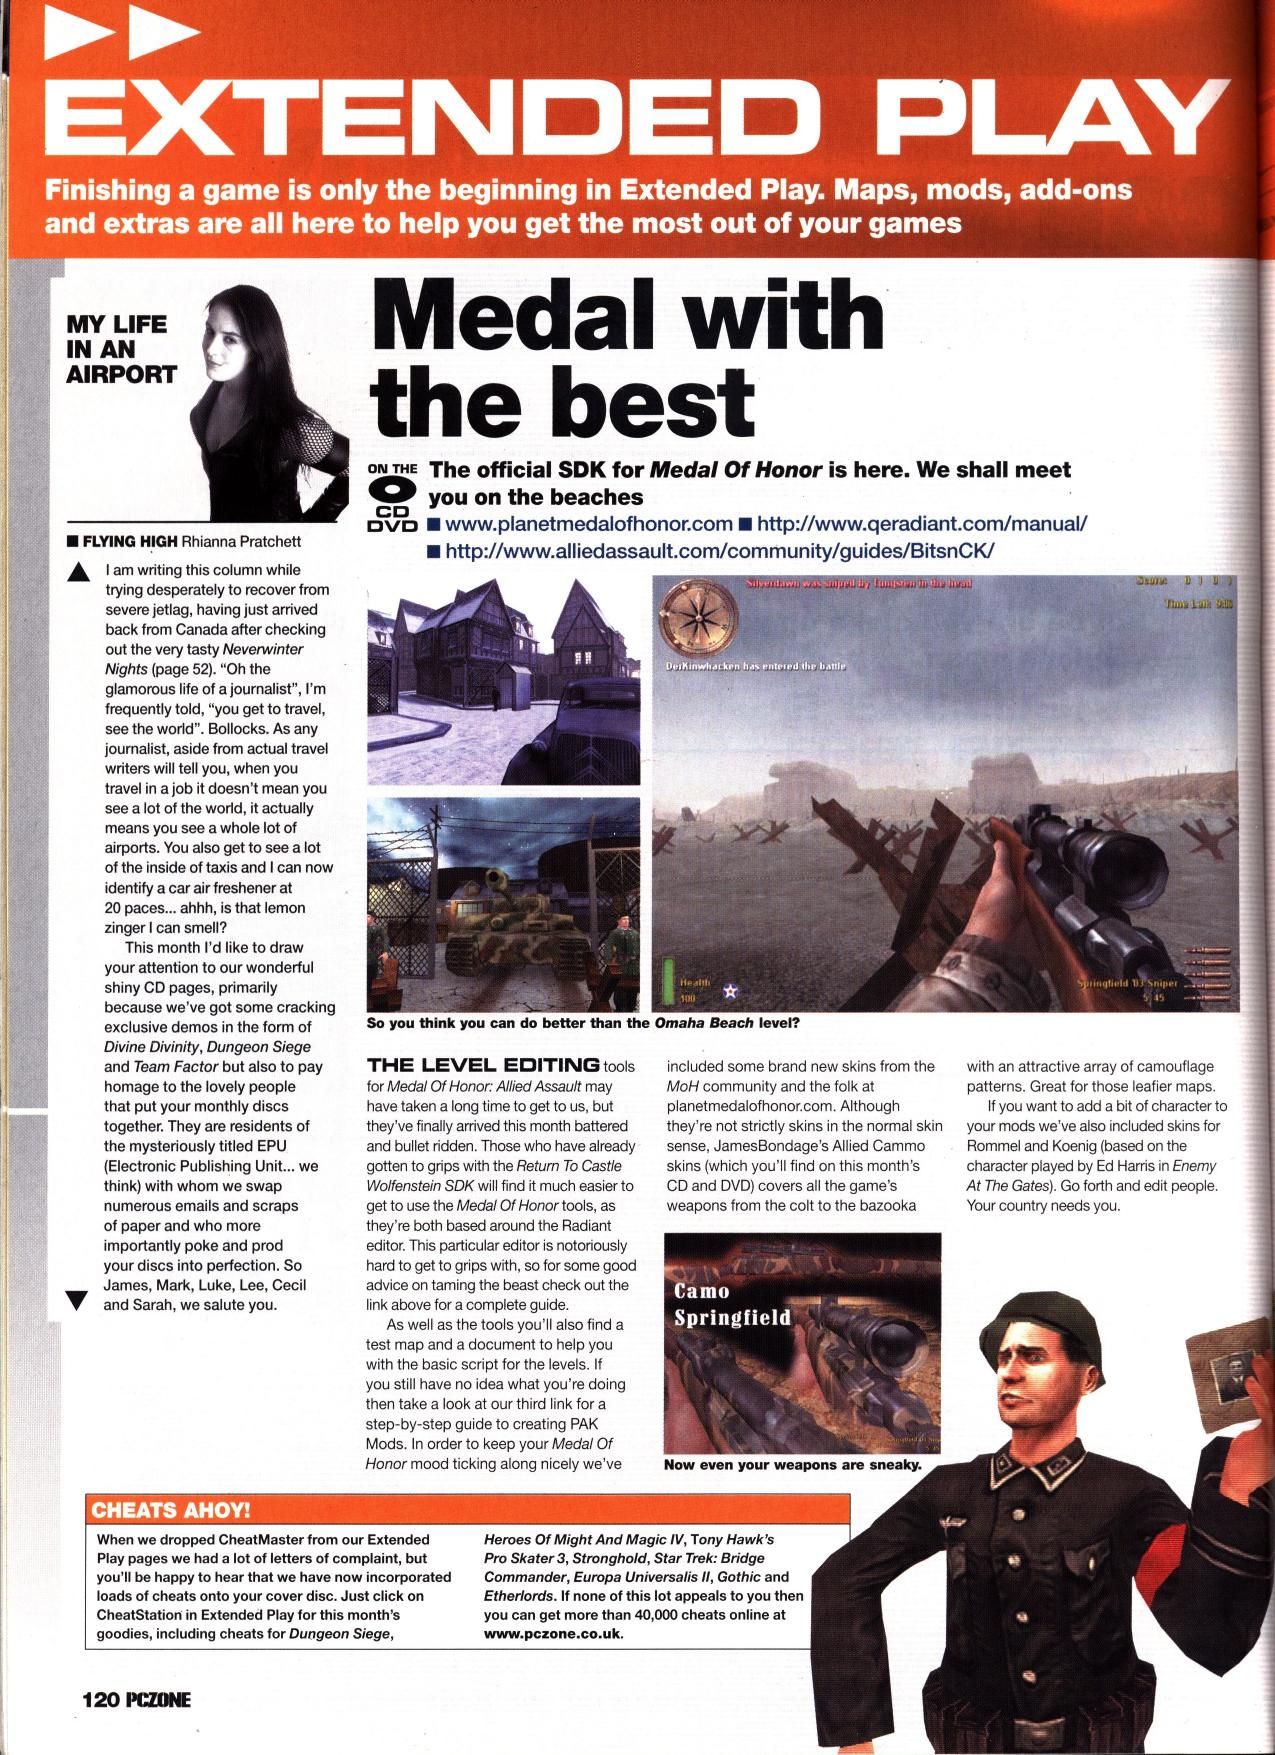 EXTENDED PLAY
Finishing a game is only the beginning in Extended Play. Maps, mods, add-ons
and extras are all here to help you get the most out of your games
MY LIFE
IN AN
AIRPORT
■ FLYING HIGH Rhianna Pratchett
I am writing this column while
trying desperately to recover from
severe jetlag, having just arrived
back from Canada after checking
out the very tasty Neverwinter
Nights (page 52). “Oh the
glamorous life of a journalist”, I’m
frequently told, “you get to travel,
see the world”. Bollocks. As any
journalist, aside from actual travel
writers will tell you, when you
travel in a job it doesn’t mean you
see a lot of the world, it actually
means you see a whole lot of
airports. You also get to see a lot
of the inside of taxis and I can now
identify a car air freshener at
20 paces... ahhh, is that lemon
zinger I can smell?
This month I’d like to draw
your attention to our wonderful
shiny CD pages, primarily
because we’ve got some cracking
exclusive demos in the form of
Divine Divinity, Dungeon Siege
and Team Factor but also to pay
homage to the lovely people
that put your monthly discs
together. They are residents of
the mysteriously titled EPU
(Electronic Publishing Unit... we
think) with whom we swap
numerous emails and scraps
of paper and who more
importantly poke and prod
your discs into perfection. So
James, Mark, Luke, Lee, Cecil
and Sarah, we salute you.
Medal with
the best
ON THE
CD
DVD
The official SDK for Medal Of Honor is here. We shall meet
you on the beaches
■ www.planetmedalofhonor.com ■ http://www.qeradiant.com/manual/
■ http://www.alliedassault.com/community/guides/BitsnCK/
Silverdawn was sniped by Tungsten in the head
Score: 0 ) 0 )
Time Left: 9:06
DerKinwhacken has entered the battle
Health
100
Springfield '03 Sniper
5 45
So you think you can do better than the Omaha Beach level?
THE LEVEL EDITING tools
for Medal Of Honor: Allied Assault may
have taken a long time to get to us, but
they’ve finally arrived this month battered
and bullet ridden. Those who have already
gotten to grips with the Return To Castle
Wolfenstein SDK will find it much easier to
get to use the Medal Of Honor tools, as
they’re both based around the Radiant
editor. This particular editor is notoriously
hard to get to grips with, so for some good
advice on taming the beast check out the
link above for a complete guide.
As well as the tools you’ll also find a
test map and a document to help you
with the basic script for the levels. If
you still have no idea what you’re doing
then take a look at our third link for a
step-by-step guide to creating PAK
Mods. In order to keep your Medal Of
Honor mood ticking along nicely we’ve
included some brand new skins from the
MoH community and the folk at
planetmedalofhonor.com. Although
they’re not strictly skins in the normal skin
sense, JamesBondage’s Allied Cammo
skins (which you’ll find on this month’s
CD and DVD) covers all the game’s
weapons from the colt to the bazooka
with an attractive array of camouflage
patterns. Great for those leafier maps.
If you want to add a bit of character to
your mods we’ve also included skins for
Rommel and Koenig (based on the
character played by Ed Harris in Enemy
At The Gates). Go forth and edit people.
Your country needs you.
Camo
Springfield
Now even your weapons are sneaky.
CHEATS AHOY!
When we dropped CheatMaster from our Extended
Play pages we had a lot of letters of complaint, but
you’ll be happy to hear that we have now incorporated
loads of cheats onto your cover disc. Just click on
CheatStation in Extended Play for this month’s
goodies, including cheats for Dungeon Siege,
Heroes Of Might And Magic IV, Tony Hawk’s
Pro Skater 3, Stronghold, Star Trek: Bridge
Commander, Europa Universalis II, Gothic and
Etherlords. If none of this lot appeals to you then
you can get more than 40,000 cheats online at
www.pczone.co.uk.
120 PCZONE